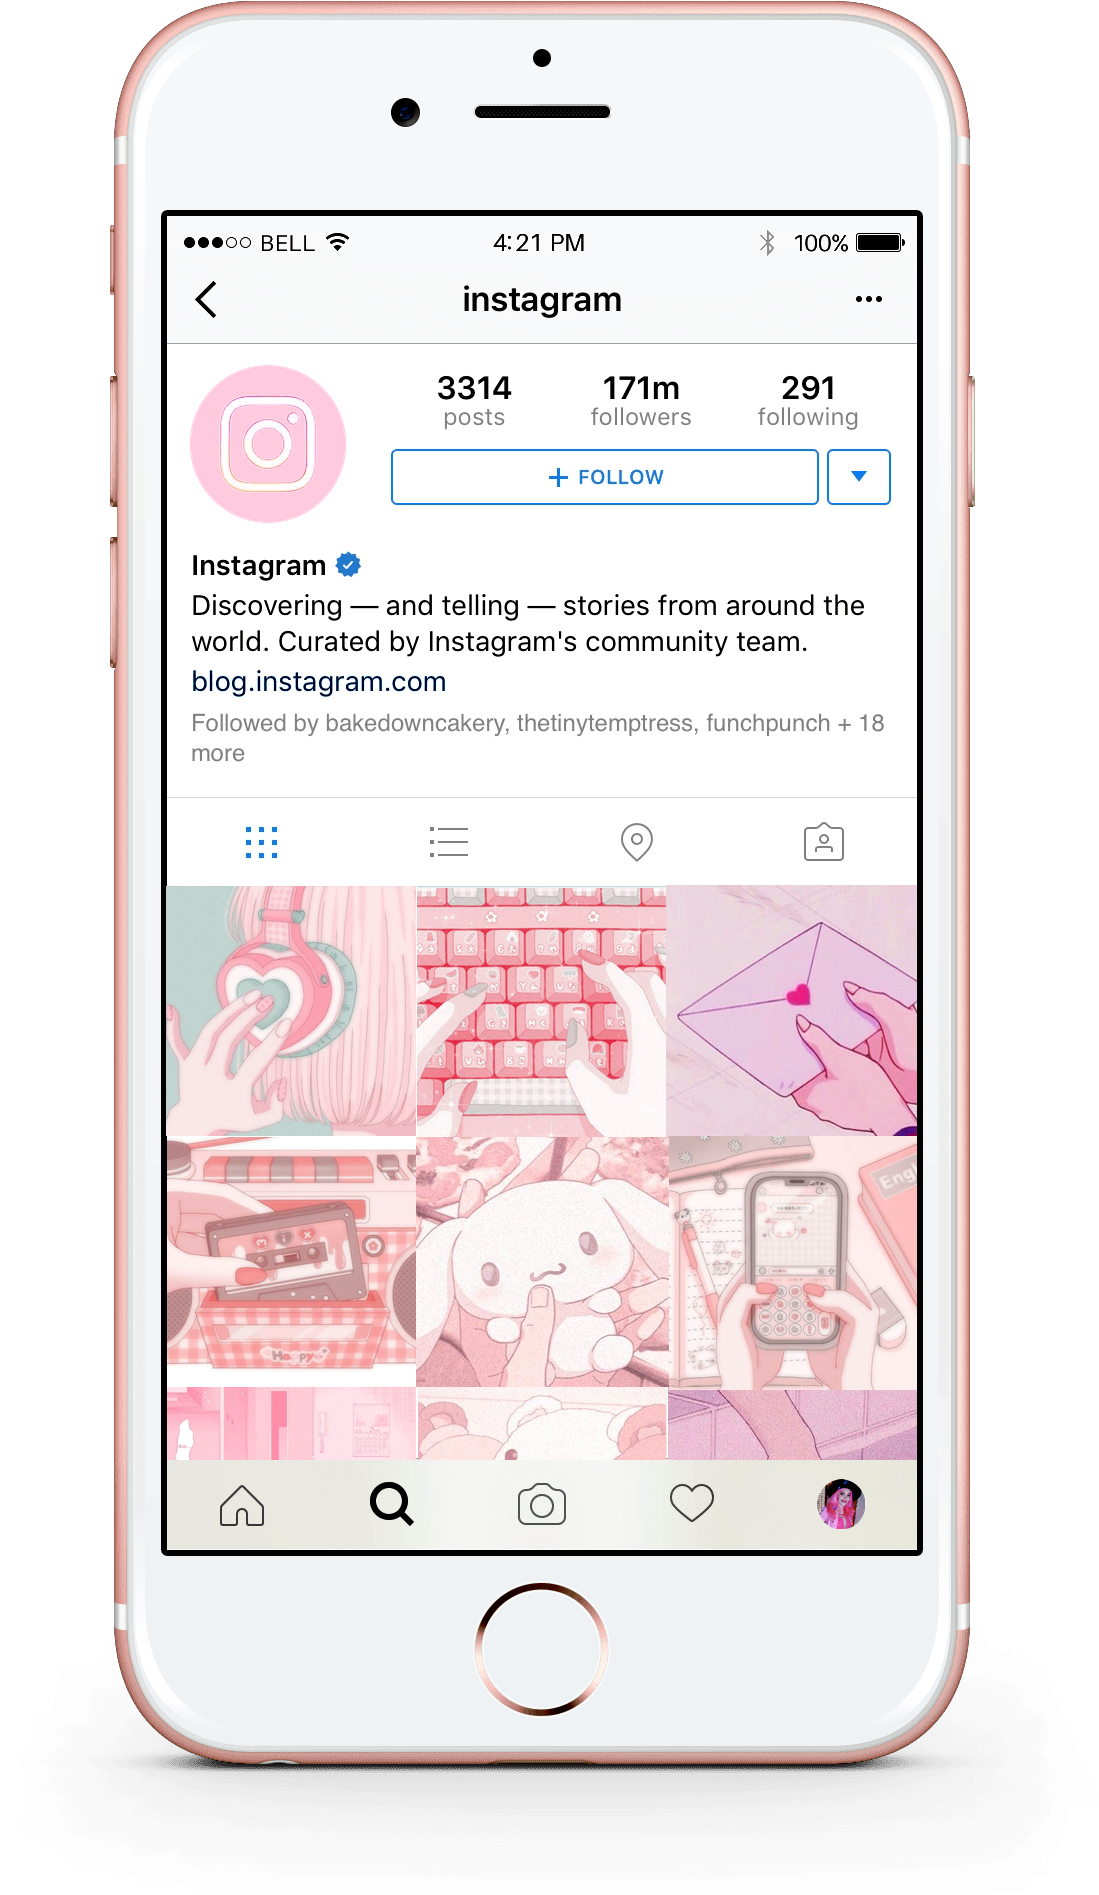 BELL 4:21 PM 100%
instagram
3314 171m 291
posts followers following
+ FOLLOW
Instagram
Discovering — and telling — stories from around the
world. Curated by Instagram's community team.
blog.instagram.com
Followed by bakedowncakery, thetinytemptress, funchpunch + 18
more
Engl
Happy